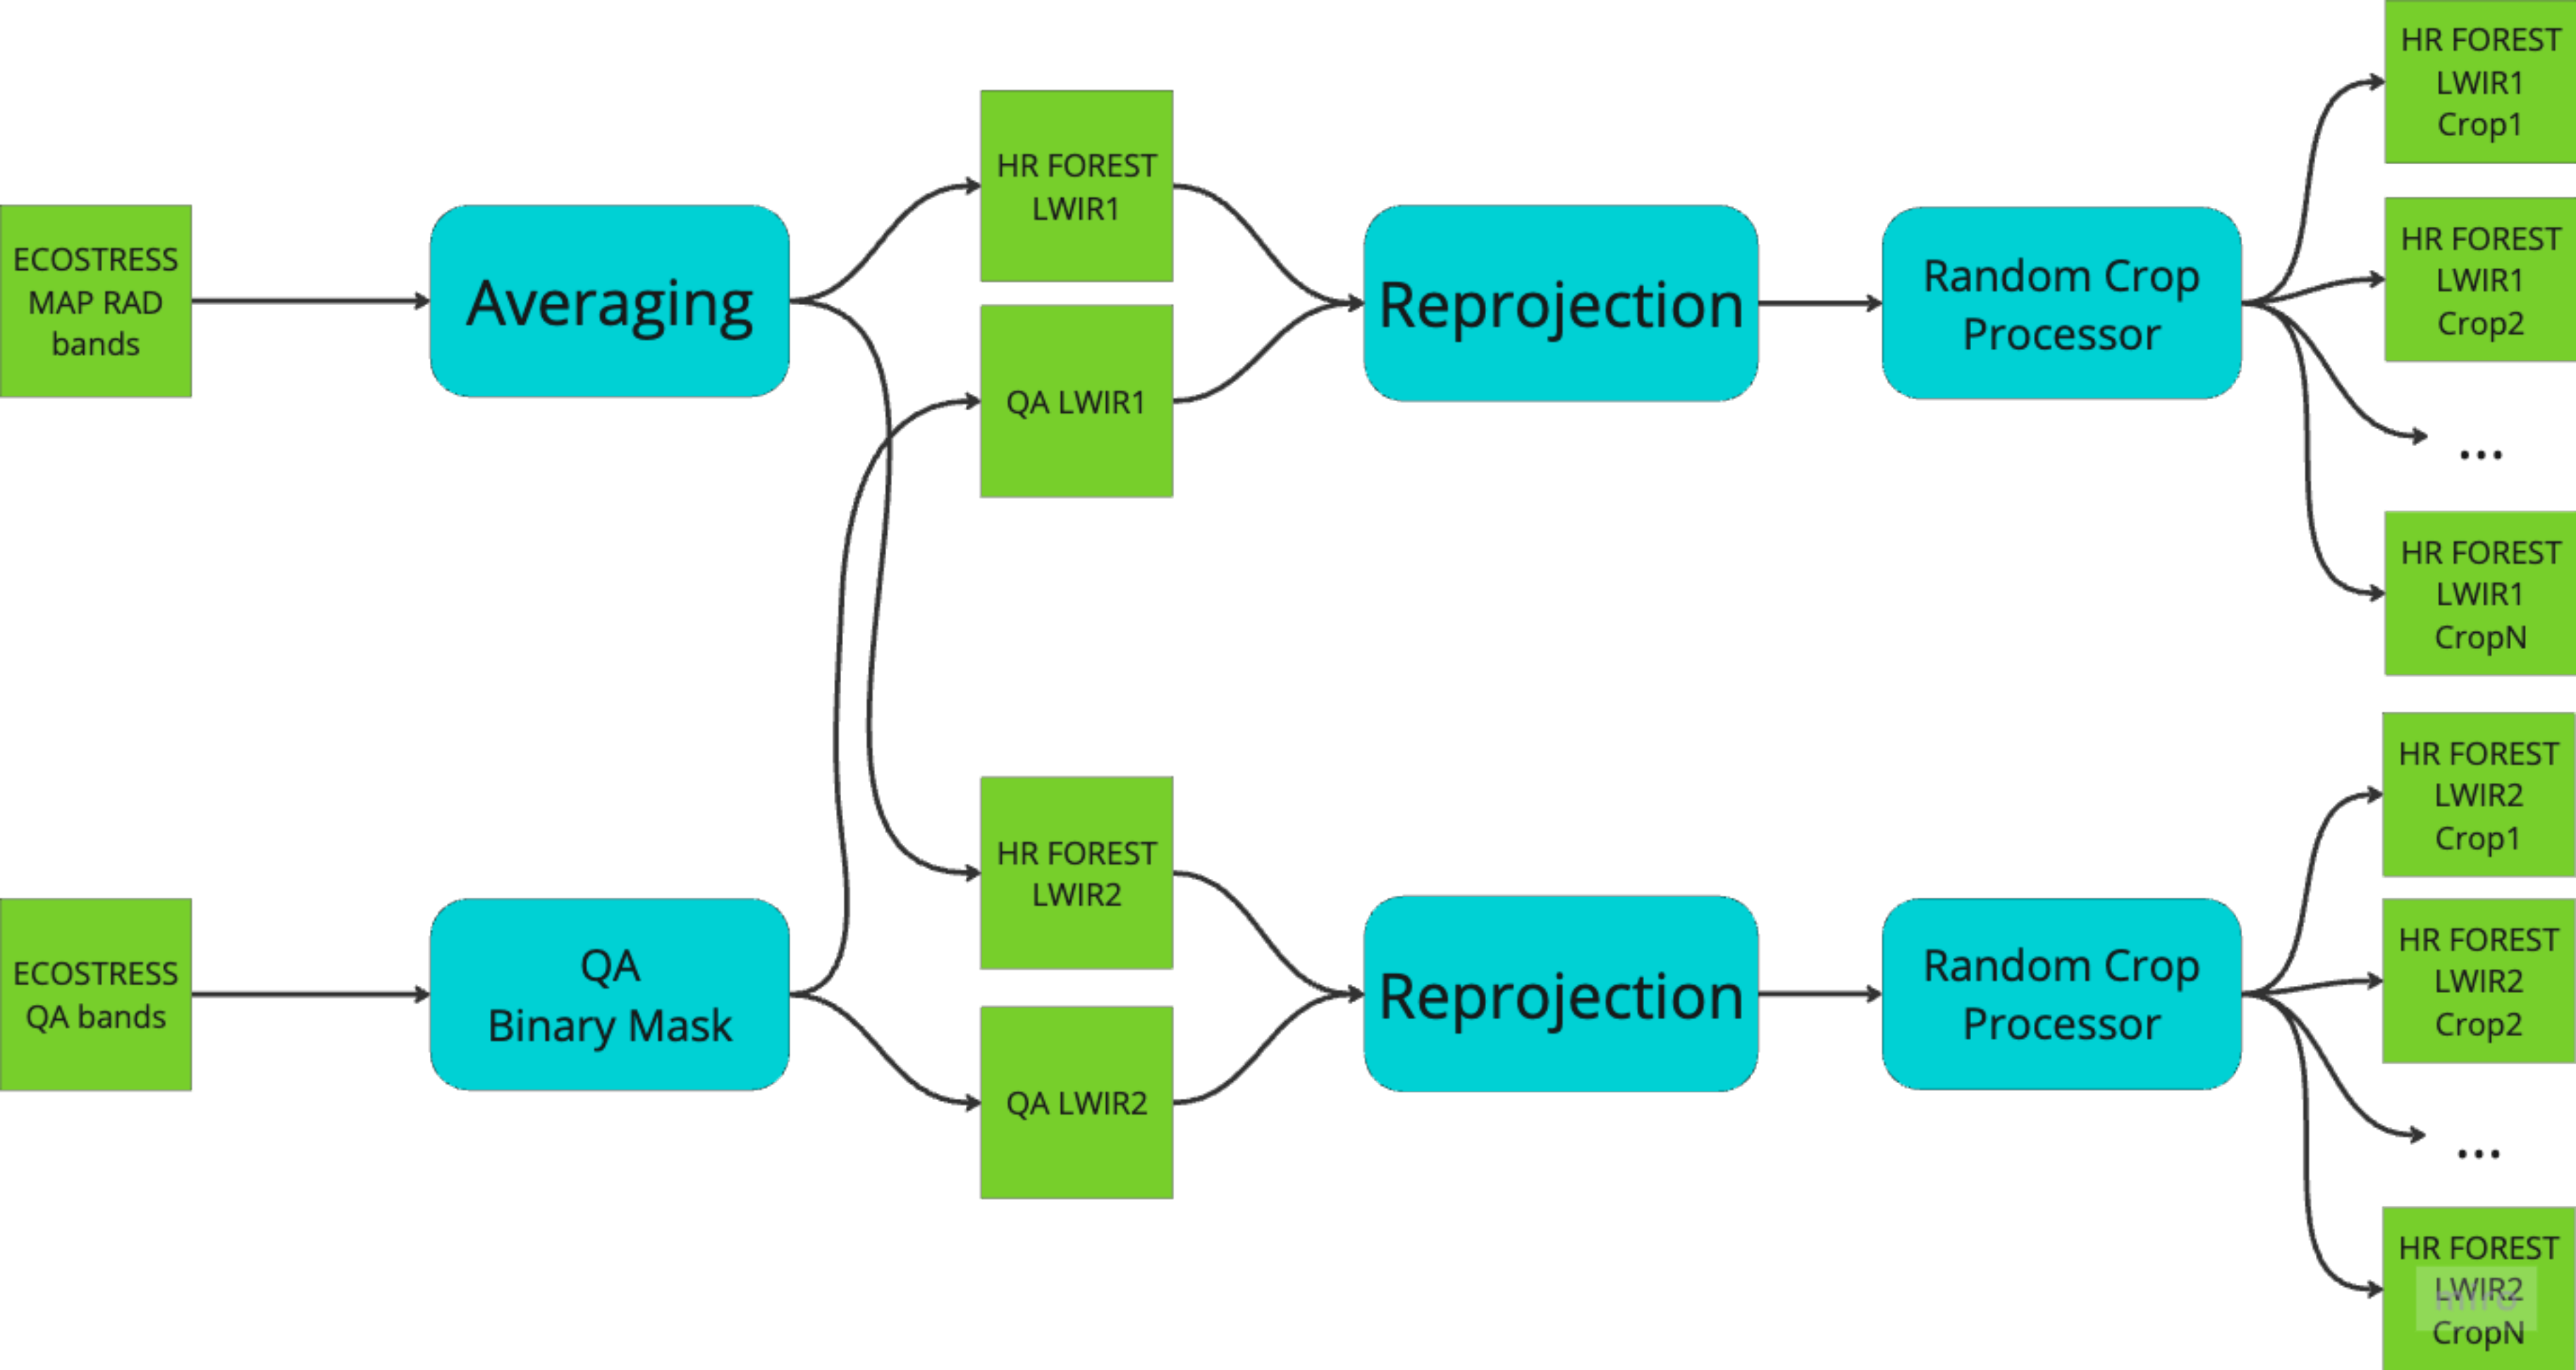 ECOSTRESS
MAP RAD
bands
Averaging
HR FOREST
LWIR1
QA LWIR1
Reprojection
Random Crop
Processor
HR FOREST
LWIR1
Crop1
HR FOREST
LWIR1
Crop2
...
HR FOREST
LWIR1
CropN
ECOSTRESS
QA bands
QA
Binary Mask
HR FOREST
LWIR2
QA LWIR2
Reprojection
Random Crop
Processor
HR FOREST
LWIR2
Crop1
HR FOREST
LWIR2
Crop2
...
HR FOREST
LWIR2
miro
CropN